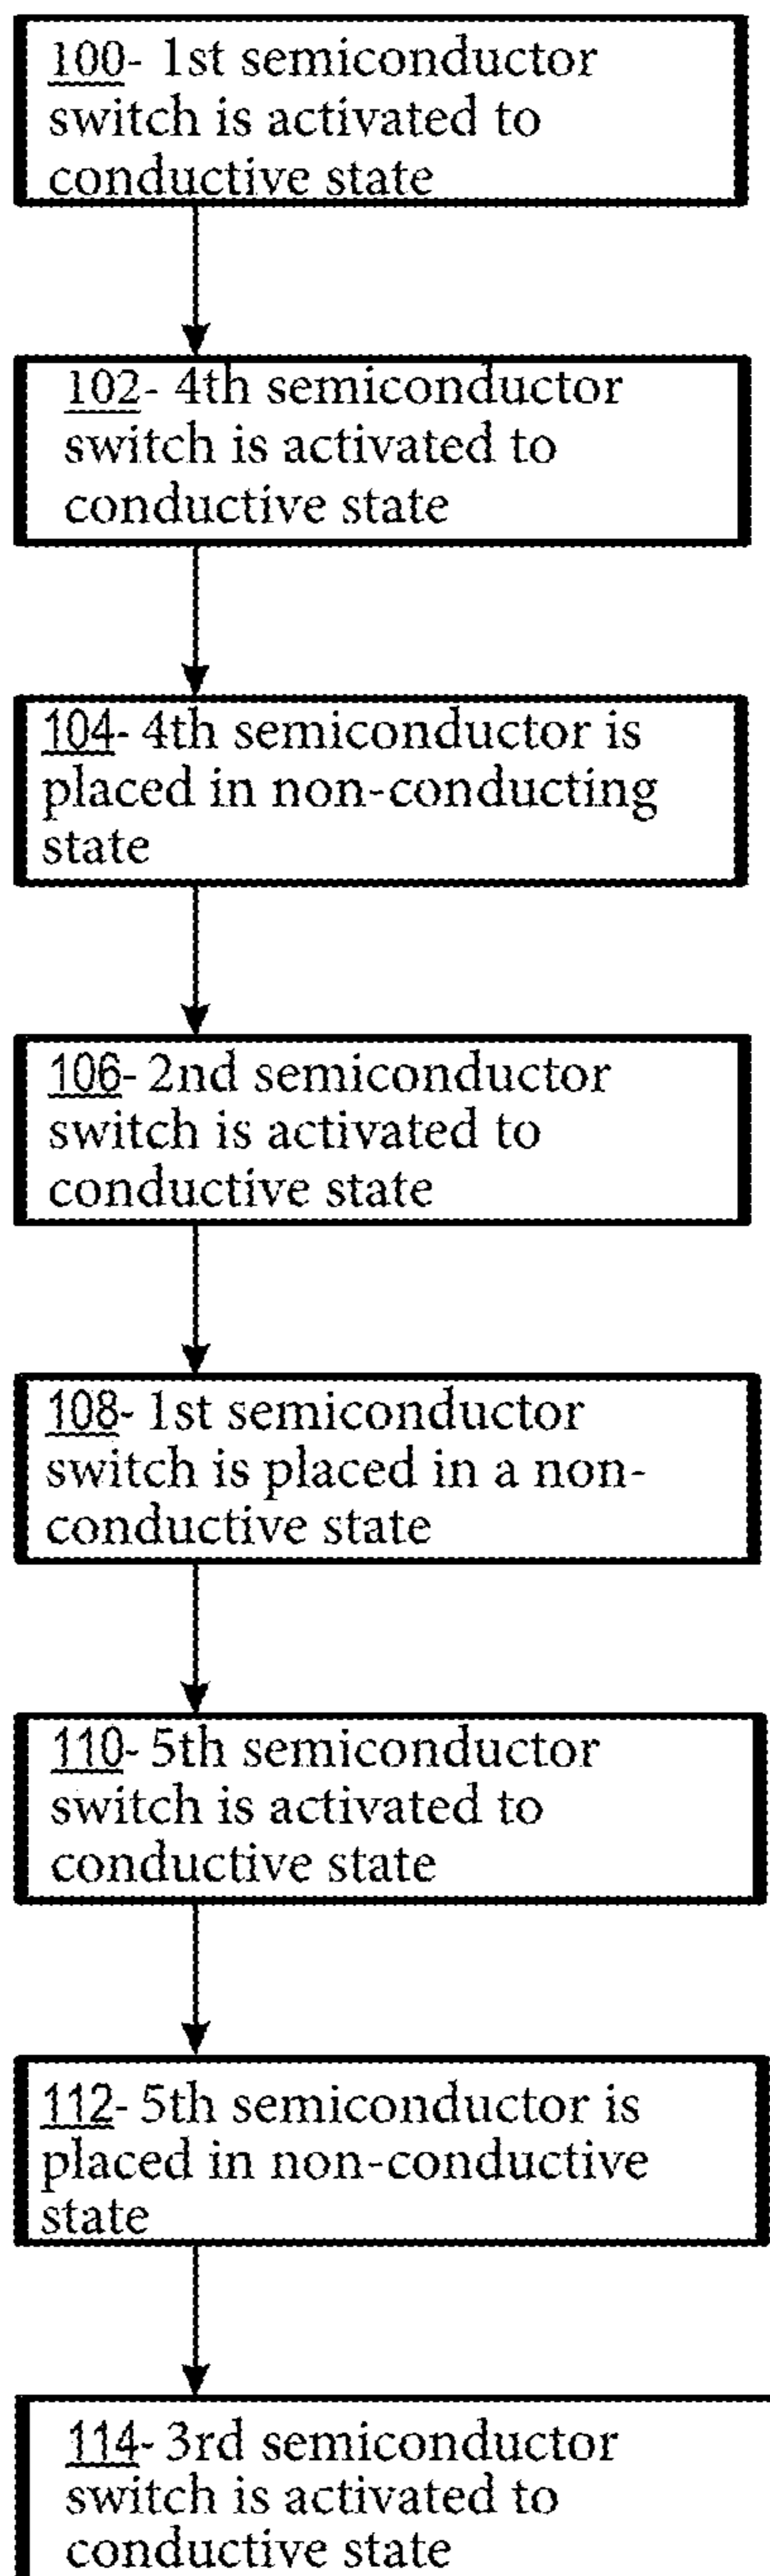 100- 1st semiconductor
switch is activated to
conductive state
102- 4th semiconductor
switch is activated to
conductive state
104- 4th semiconductor is
placed in non-conducting
state
106- 2nd semiconductor
switch is activated to
conductive state
108- 1st semiconductor
switch is placed in a non-
conductive state
110- 5th semiconductor
switch is activated to
conductive state
112- 5th semiconductor is
placed in non-conductive
state
114- 3rd semiconductor
switch is activated to
conductive state